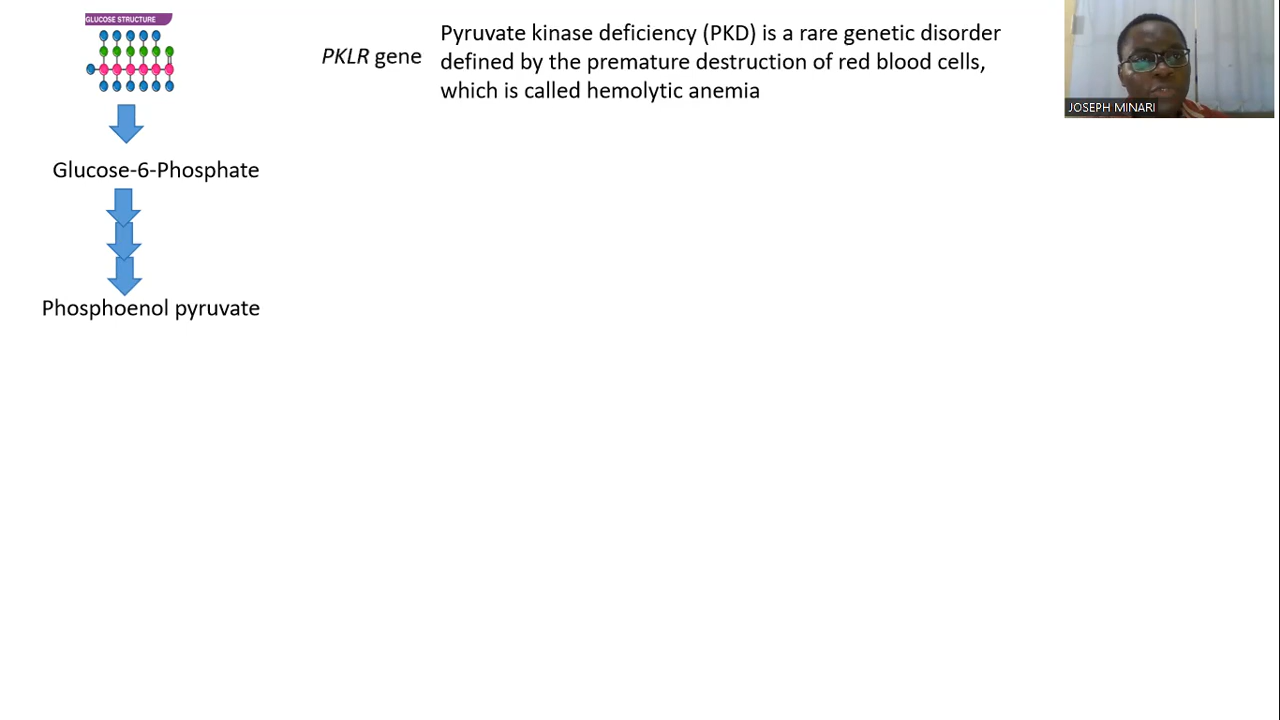 GLUCOSE STRUCTURE
PKLR gene
Pyruvate kinase deficiency (PKD) is a rare genetic disorder
defined by the premature destruction of red blood cells,
which is called hemolytic anemia
JOSEPH MINARI
Glucose-6-Phosphate
Phosphoenol pyruvate